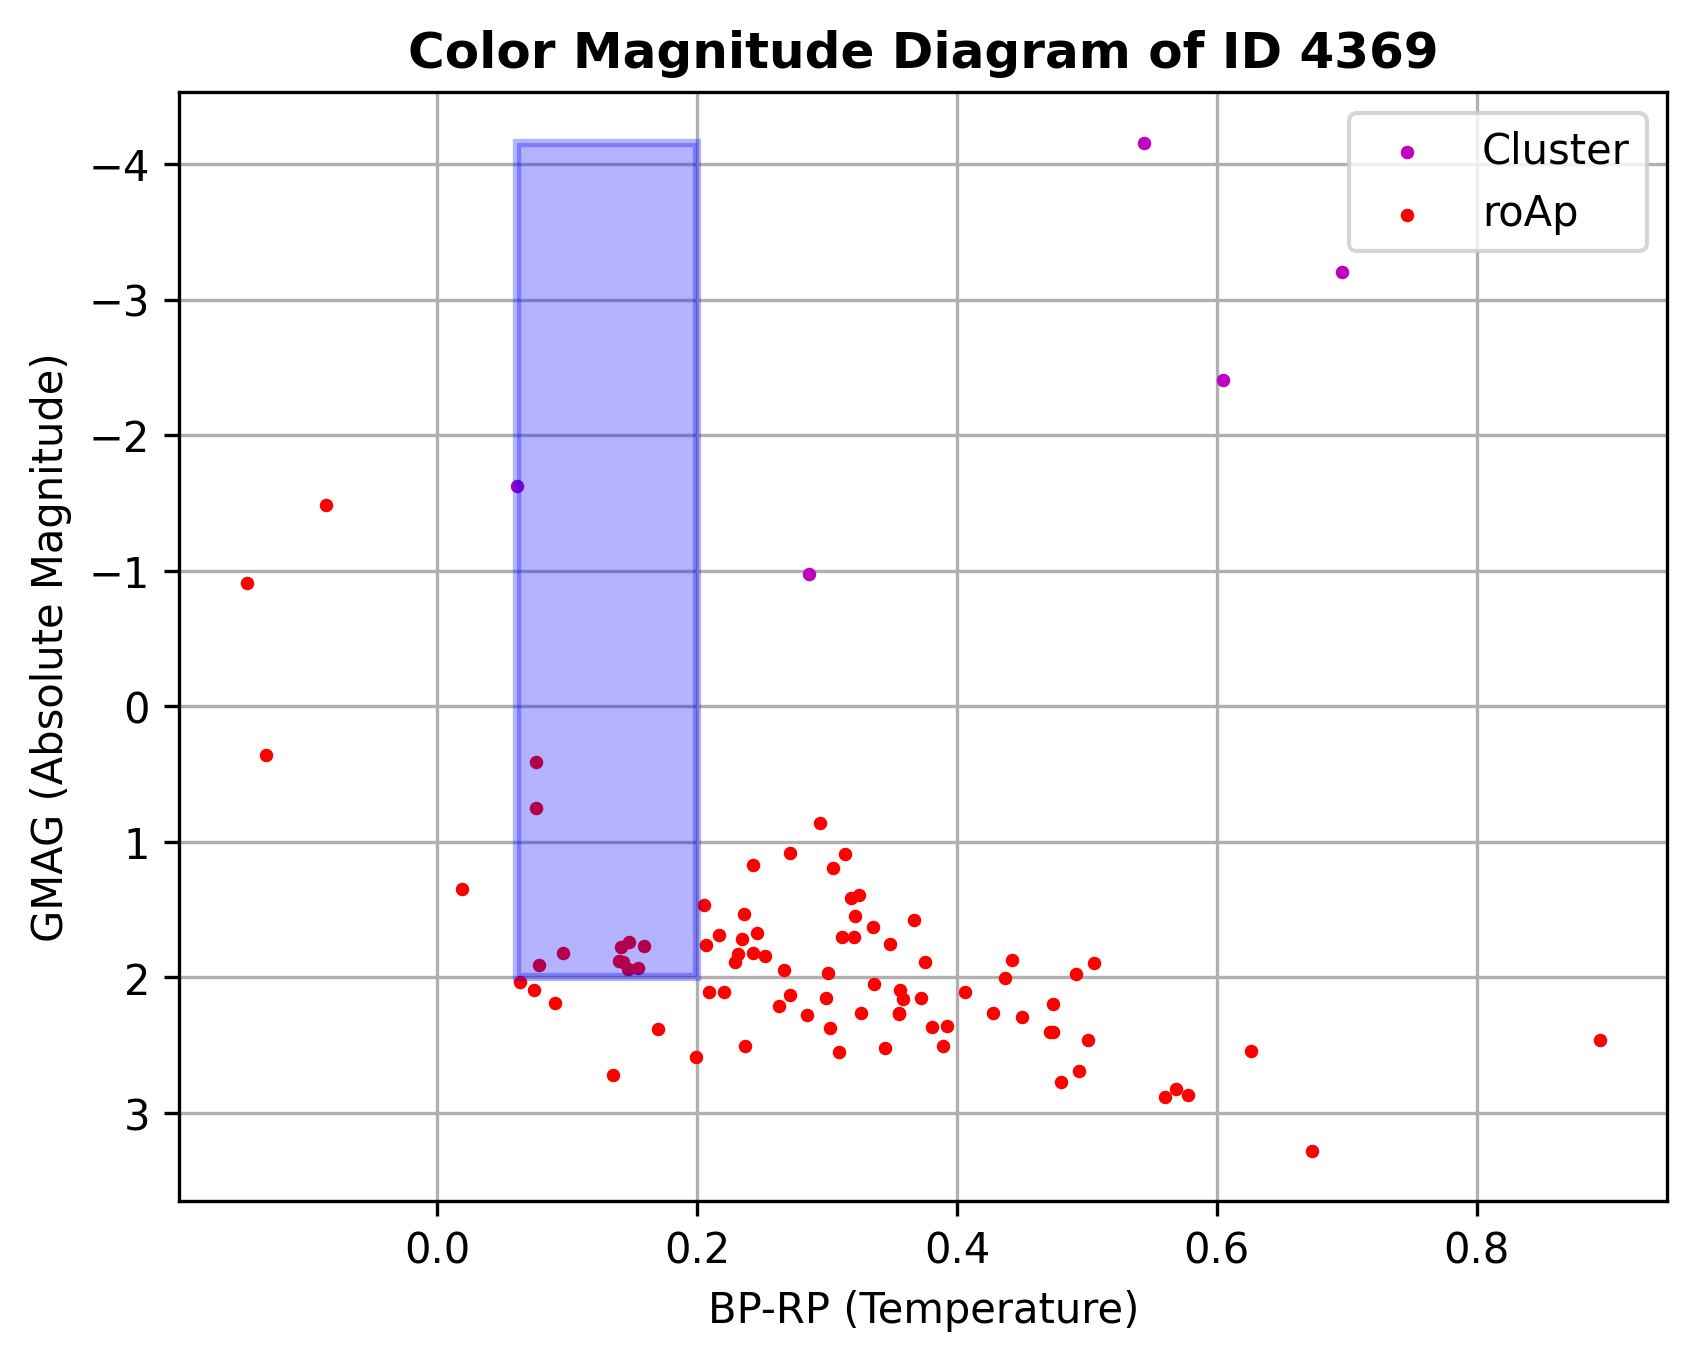 Color Magnitude Diagram of ID 4369
Cluster
roAp
GMAG (Absolute Magnitude)
−4
−3
−2
−1
0
1
2
3
0.0 0.2 0.4 0.6 0.8
BP-RP (Temperature)